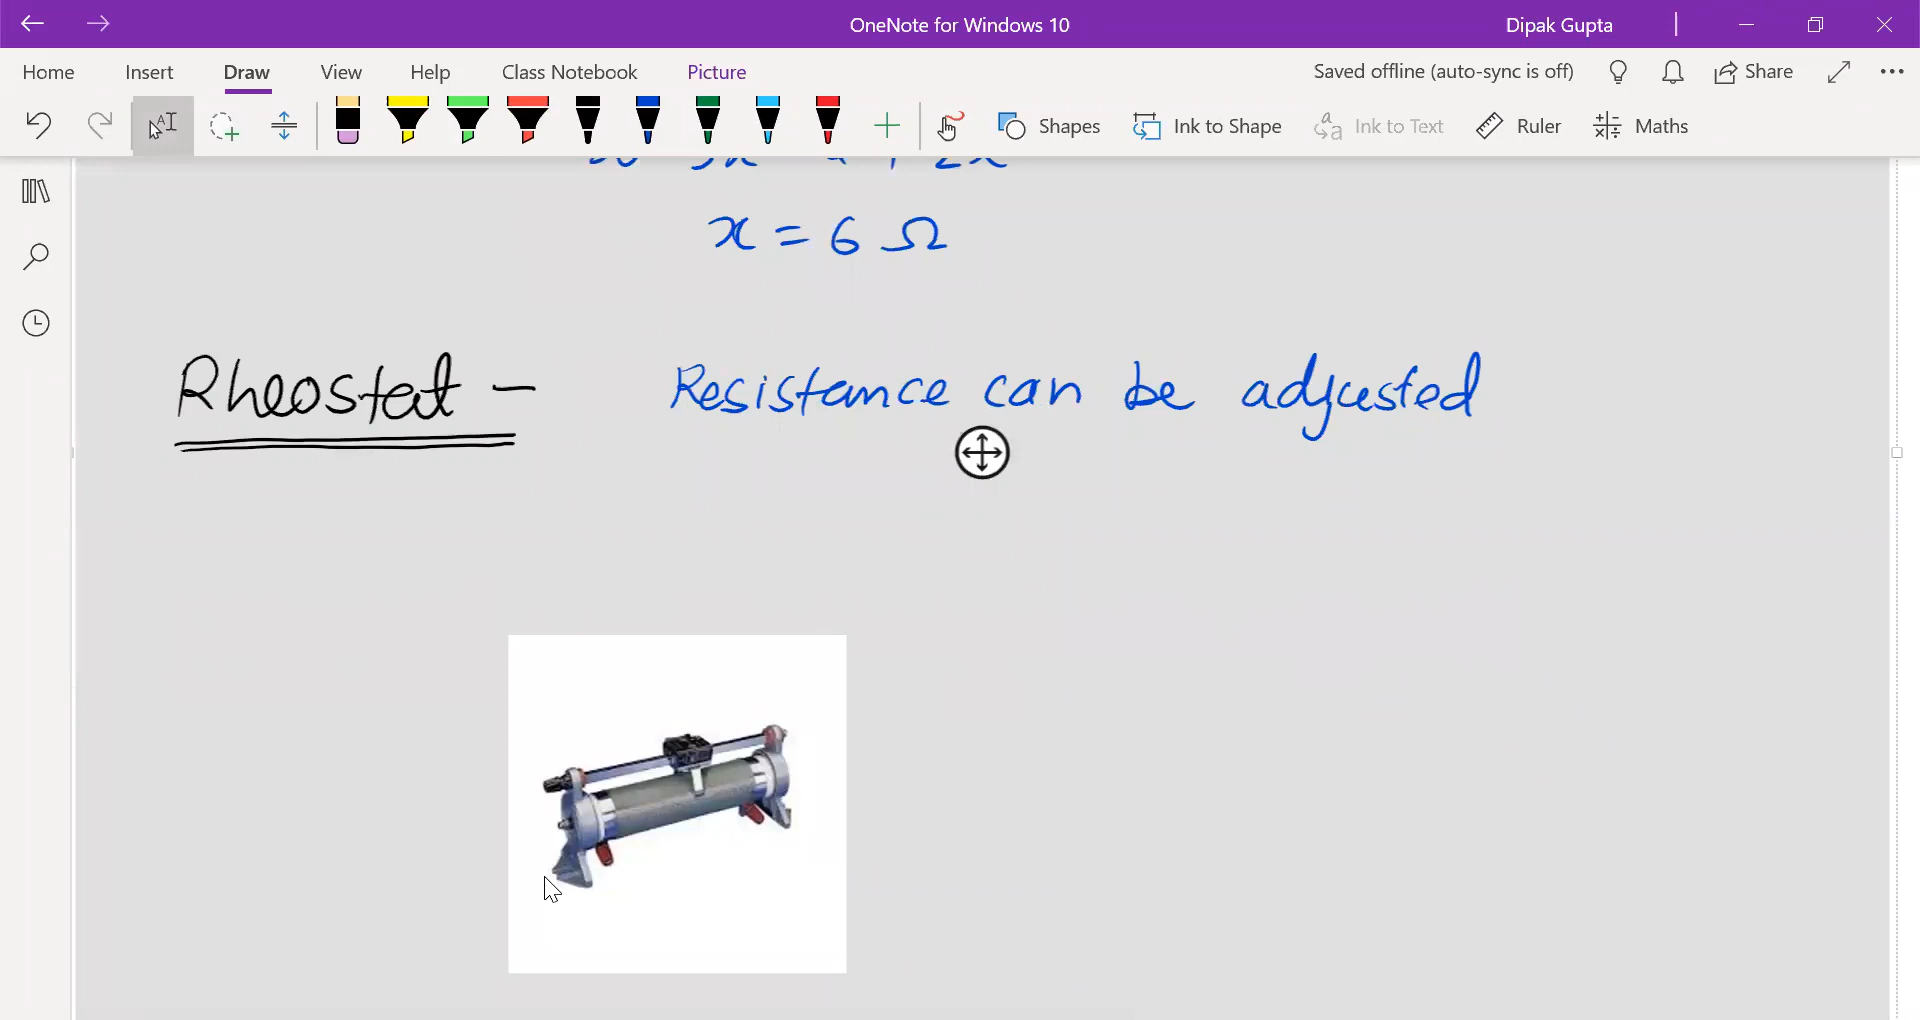 OneNote for Windows 10
Dipak Gupta
Home Insert Draw View Help Class Notebook Picture
Saved offline (auto-sync is off) Share
Shapes Ink to Shape Ink to Text Ruler Maths
x = 6 Ω
Rheostat - Resistance can be adjusted